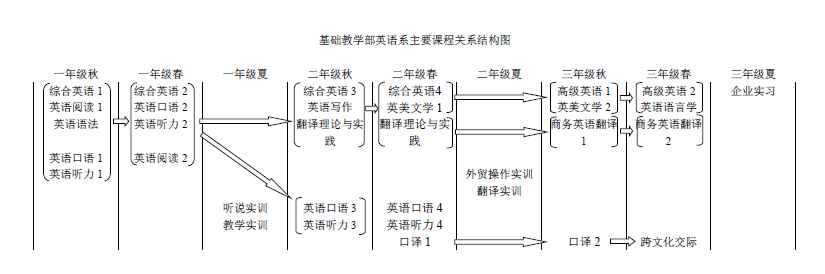 基础教学部英语系主要课程关系结构图
一年级秋 一年级春 一年级夏 二年级秋 二年级春 二年级夏 三年级秋 三年级春 三年级夏
综合英语 1 综合英语 2 综合英语 3 综合英语4 高级英语 1 高级英语 2 企业实习
英语阅读 1 英语口语 2 英语写作 英美文学 1 英美文学 2 英语语言学
英语语法 英语听力 2 翻译理论与实 翻译理论与实 商务英语翻译 商务英语翻译
践 践 1 2
英语口语 1 英语阅读 2
英语听力 1 外贸操作实训
翻译实训
听说实训 英语口语 3 英语口语 4
教学实训 英语听力 3 英语听力 4
口译 1 口译 2 跨文化交际